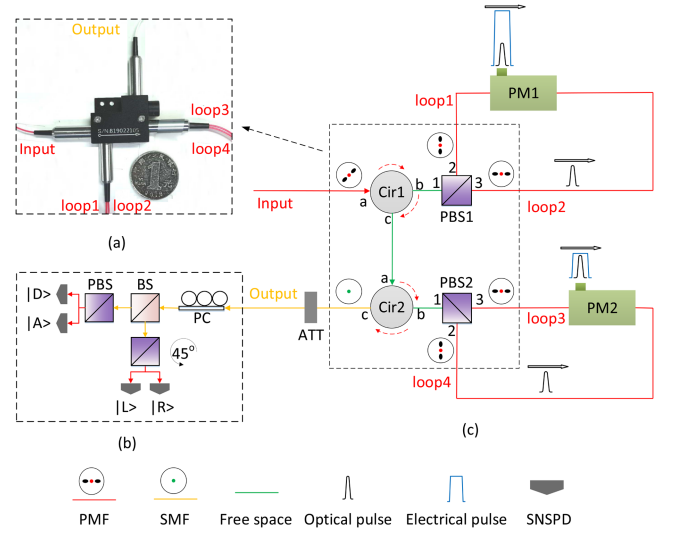 Output
loop3
S/N:B1902210S
Input
loop4
1
loop1
loop2
(a)
PM1
loop1
2
Cir1
b
1
3
a
Input
c
PBS1
loop2
PBS
BS
|D>
|A>
PC
Output
ATT
45°
|L>
|R>
(b)
a
PBS2
Cir2
c
b
1
3
2
loop3
PM2
loop4
(c)
PMF
SMF
Free space
Optical pulse
Electrical pulse
SNSPD